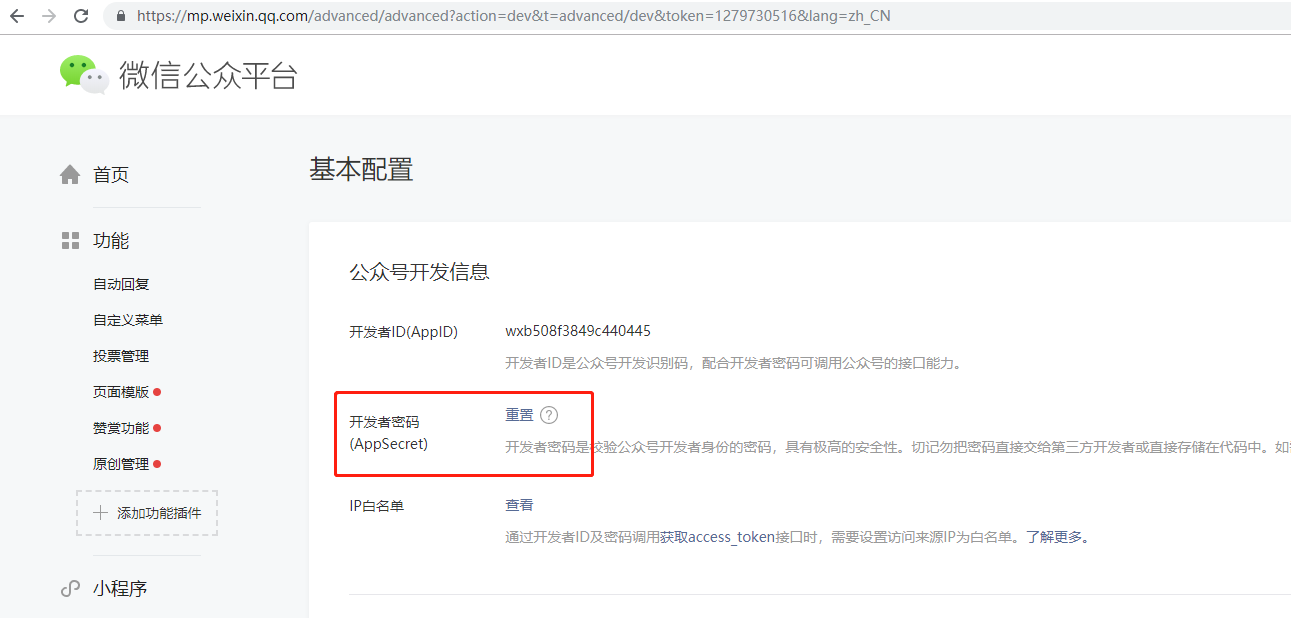 https://mp.weixin.qq.com/advanced/advanced?action=dev&t=advanced/dev&token=1279730516&lang=zh_CN
微信公众平台
首页
功能
自动回复
自定义菜单
投票管理
页面模版
赞赏功能
原创管理
添加功能插件
小程序
基本配置
公众号开发信息
开发者ID(AppID)
wxb508f3849c440445
开发者ID是公众号开发识别码，配合开发者密码可调用公众号的接口能力。
开发者密码
(AppSecret)
重置 ?
开发者密码是校验公众号开发者身份的密码，具有极高的安全性。切记勿把密码直接交给第三方开发者或直接存储在代码中。如
IP白名单
查看
通过开发者ID及密码调用获取access_token接口时，需要设置访问来源IP为白名单。了解更多。